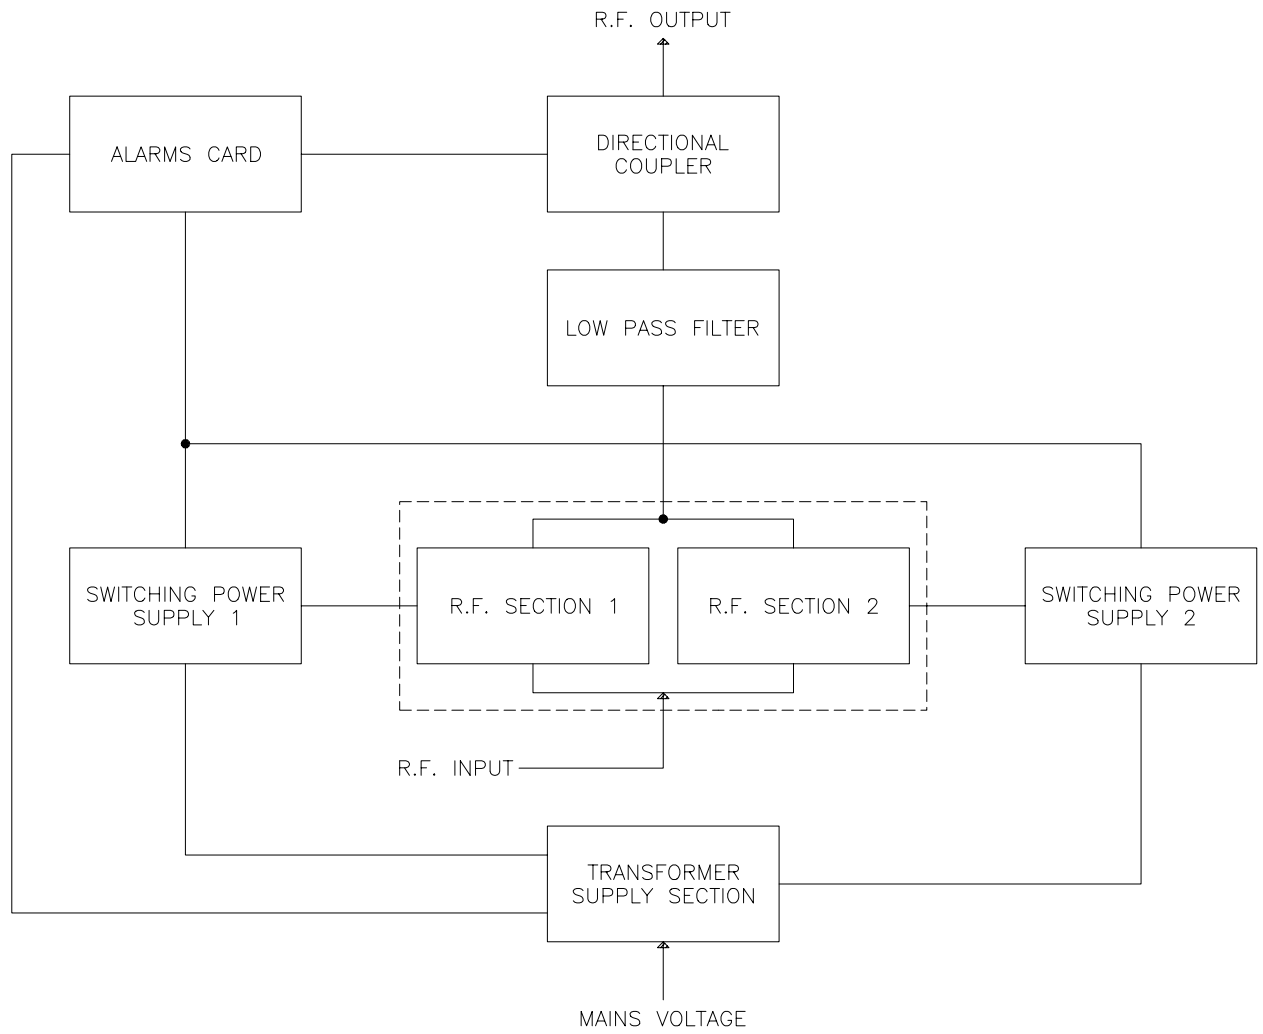 R.F. OUTPUT
ALARMS CARD
DIRECTIONAL
COUPLER
LOW PASS FILTER
SWITCHING POWER
SUPPLY 1
R.F. SECTION 1
R.F. SECTION 2
SWITCHING POWER
SUPPLY 2
R.F. INPUT
TRANSFORMER
SUPPLY SECTION
MAINS VOLTAGE